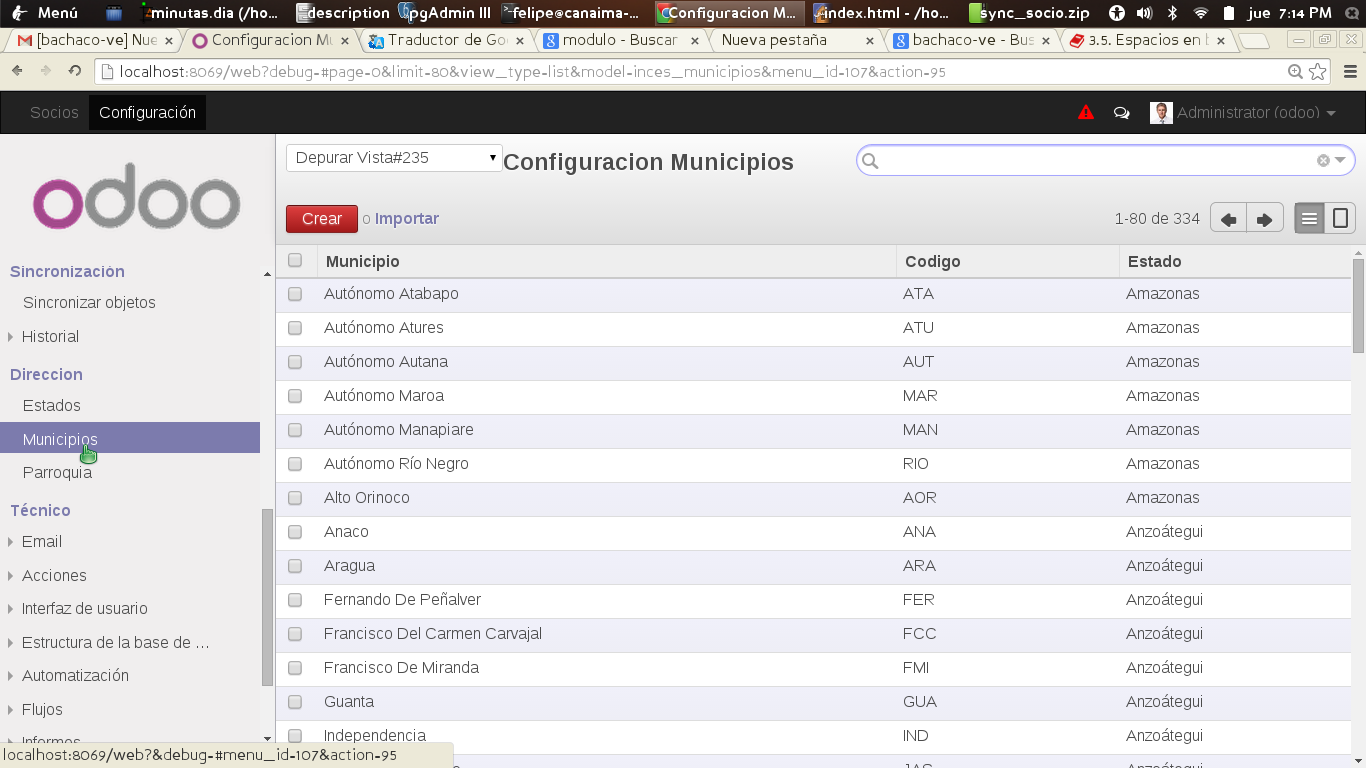 Menú minutas.dia (/ho... description pgAdmin III felipe@canaima-... Configuracion M... index.html - /ho... sync_socio.zip jue 7:14 PM
[bachaco-ve] Nue Configuracion Mu Traductor de Go modulo - Buscar Nueva pestaña bachaco-ve - Bus 3.5. Espacios en b
localhost:8069/web?debug=#page=0&limit=80&view_type=list&model=inces_municipios&menu_id=107&action=95
Socios Configuración Administrator (odoo)
odoo
Depurar Vista#235 Configuracion Municipios
Crear o Importar 1-80 de 334
Sincronización
Sincronizar objetos
Historial
Direccion
Estados
Municipios
Parroquia
Técnico
Email
Acciones
Interfaz de usuario
Estructura de la base de ...
Automatización
Flujos
Informes
Municipio Codigo Estado
Autónomo Atabapo ATA Amazonas
Autónomo Atures ATU Amazonas
Autónomo Autana AUT Amazonas
Autónomo Maroa MAR Amazonas
Autónomo Manapiare MAN Amazonas
Autónomo Río Negro RIO Amazonas
Alto Orinoco AOR Amazonas
Anaco ANA Anzoátegui
Aragua ARA Anzoátegui
Fernando De Peñalver FER Anzoátegui
Francisco Del Carmen Carvajal FCC Anzoátegui
Francisco De Miranda FMI Anzoátegui
Guanta GUA Anzoátegui
Independencia IND Anzoátegui
localhost:8069/web?&debug=#menu_id=107&action=95